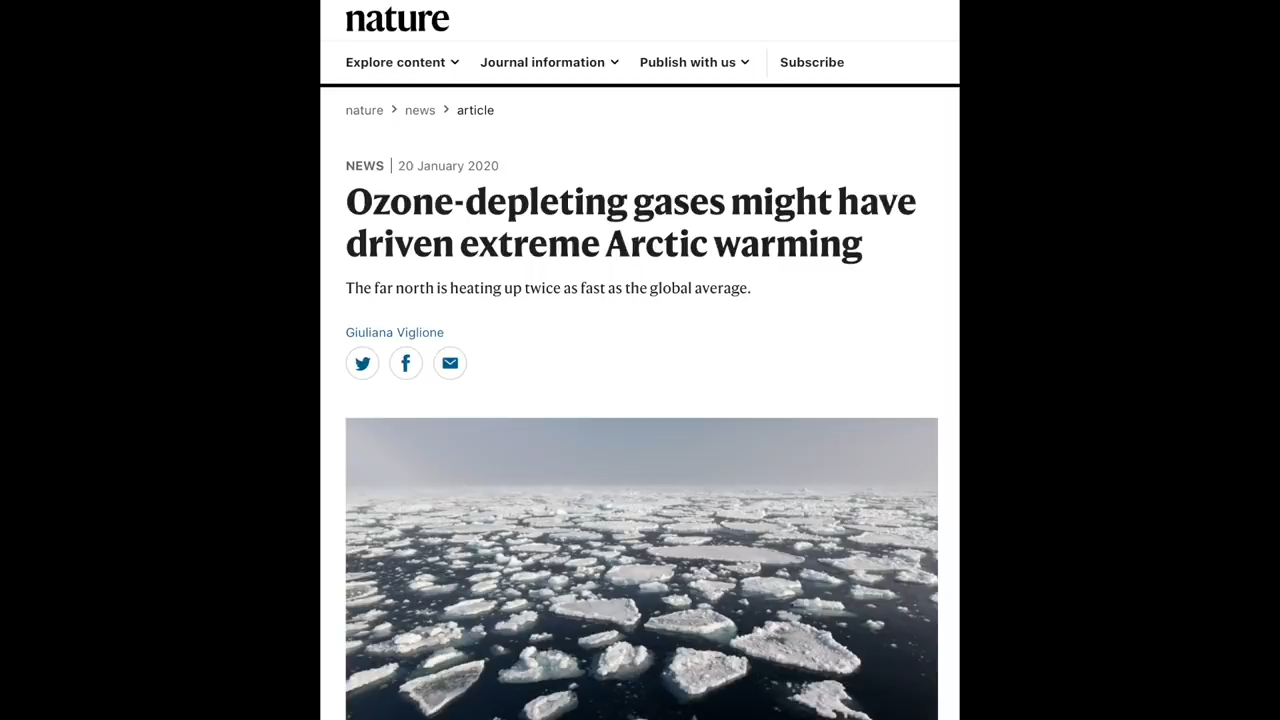 nature
Explore content Journal information Publish with us Subscribe
nature > news > article
NEWS | 20 January 2020
Ozone-depleting gases might have
driven extreme Arctic warming
The far north is heating up twice as fast as the global average.
Giuliana Viglione